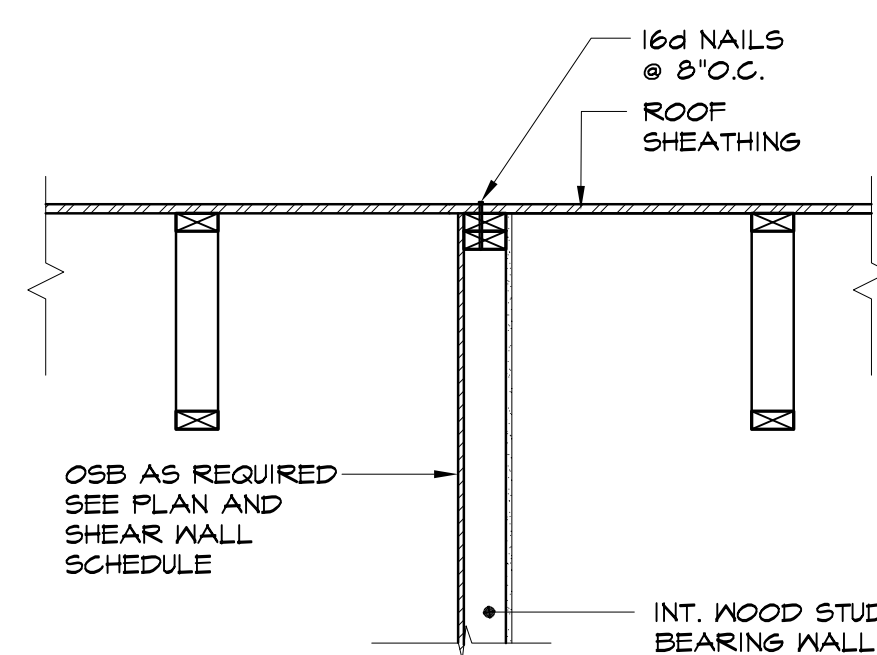 16d NAILS
@ 8"O.C.
ROOF
SHEATHING
OSB AS REQUIRED
SEE PLAN AND
SHEAR WALL
SCHEDULE
INT. WOOD STUD
BEARING WALL